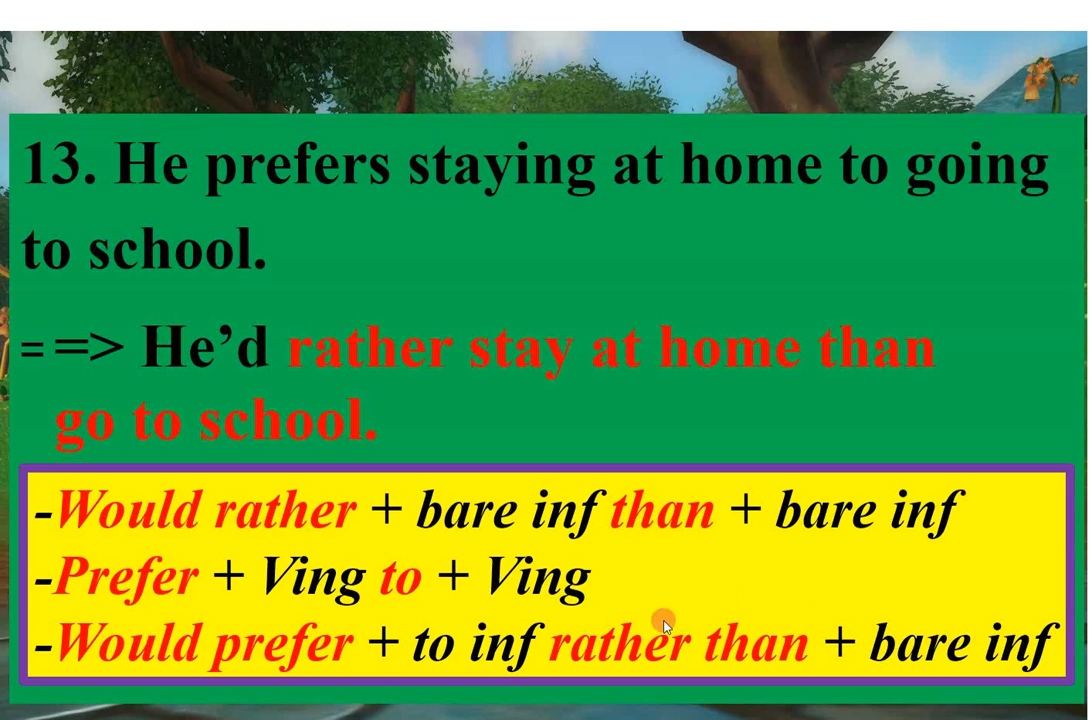 13. He prefers staying at home to going
to school.
==> He’d rather stay at home than
go to school.
-Would rather + bare inf than + bare inf
-Prefer + Ving to + Ving
-Would prefer + to inf rather than + bare inf